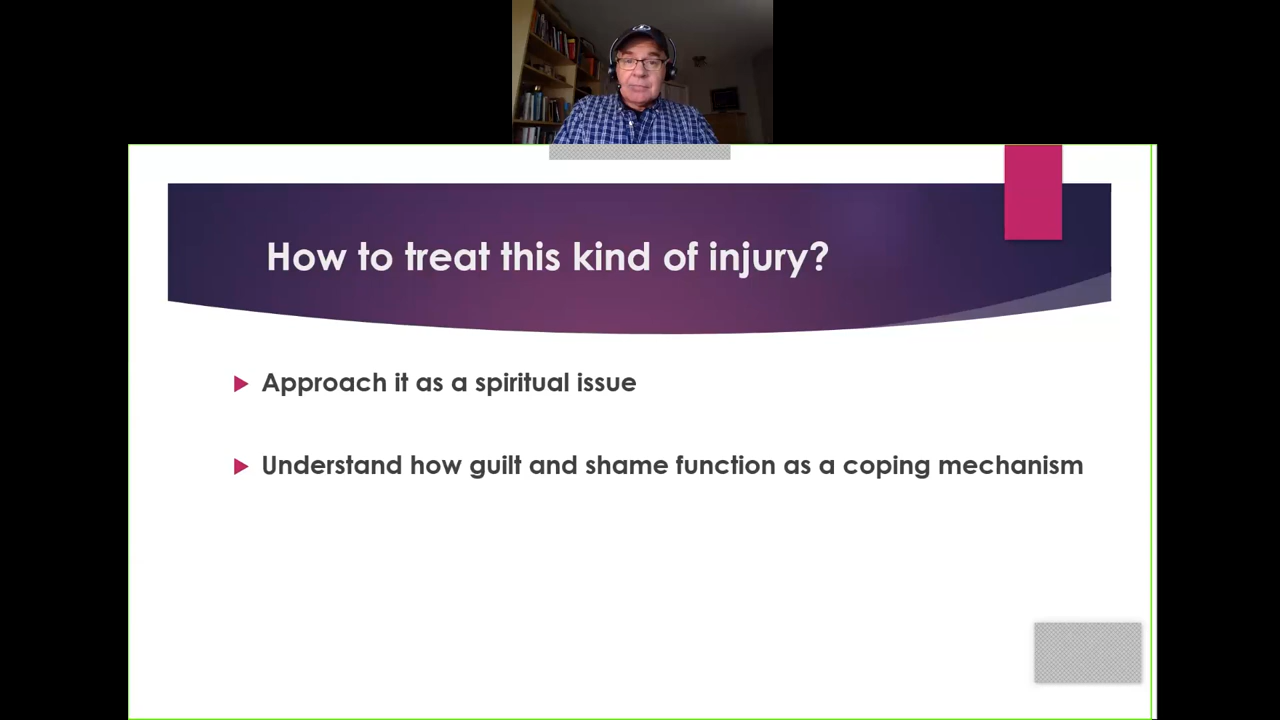 How to treat this kind of injury?
Approach it as a spiritual issue
Understand how guilt and shame function as a coping mechanism